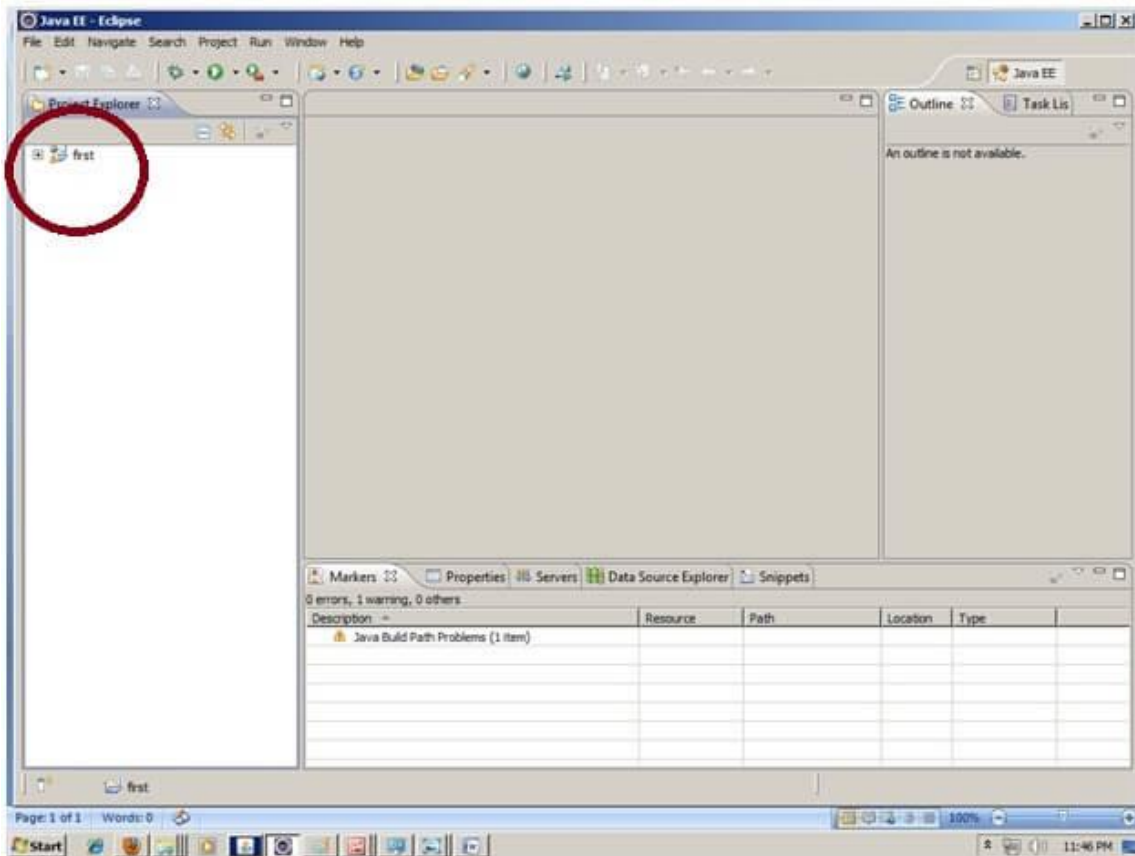 Java EE - Eclipse
File Edit Navigate Search Project Run Window Help
Java EE
Project Explorer
Outline Task Lis
first
An outline is not available.
Markers Properties Servers Data Source Explorer Snippets
0 errors, 1 warning, 0 others
Description Resource Path Location Type
Java Build Path Problems (1 item)
first
Page: 1 of 1 Words: 0 100%
Start 11:46 PM